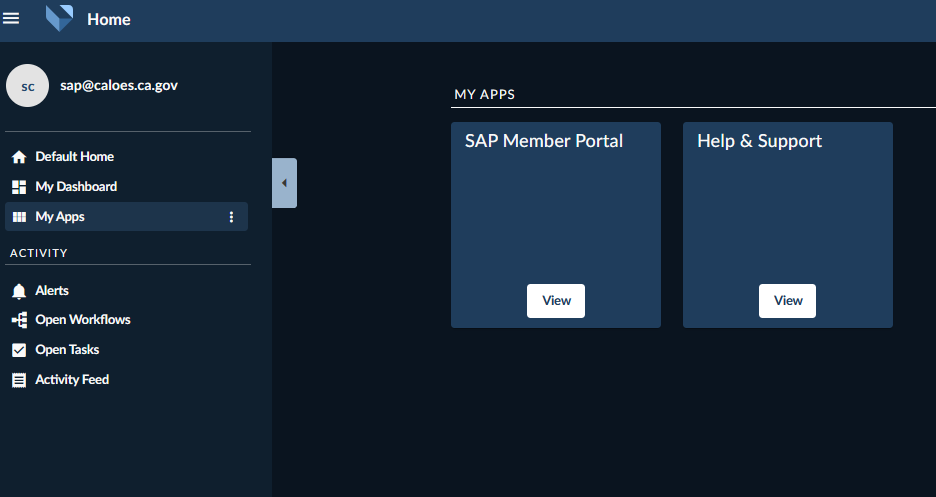 Home
SC
sap@caloes.ca.gov
Default Home
My Dashboard
My Apps
ACTIVITY
Alerts
Open Workflows
Open Tasks
Activity Feed
MY APPS
SAP Member Portal
View
Help & Support
View